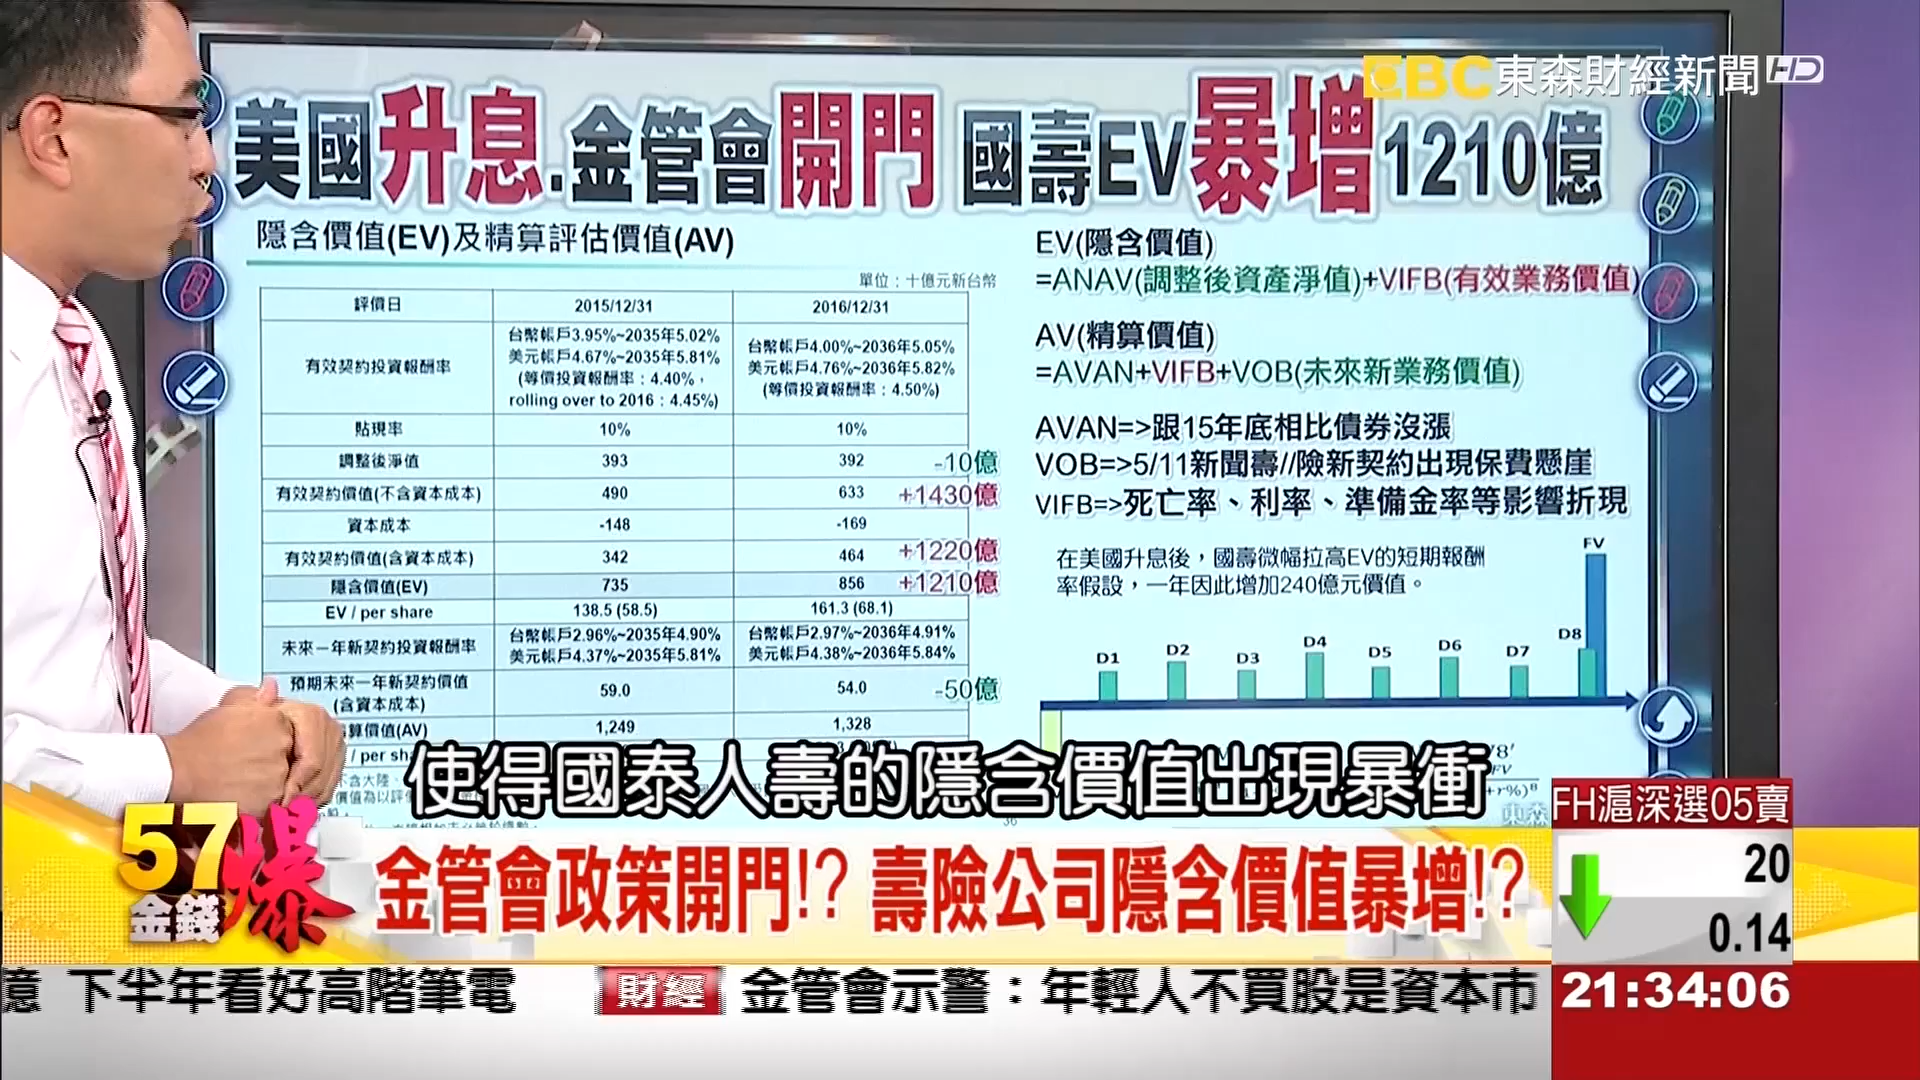 EBC東森財經新聞HD
美國升息.金管會開門 國壽EV暴增1210億
隱含價值(EV)及精算評估價值(AV)
單位：十億元新台幣
評價日 2015/12/31 2016/12/31
有效契約投資報酬率
台幣帳戶3.95%~2035年5.02%
美元帳戶4.67%~2035年5.81%
(等價投資報酬率：4.40%，
rolling over to 2016：4.45%)
台幣帳戶4.00%~2036年5.05%
美元帳戶4.76%~2036年5.82%
(等價投資報酬率：4.50%)
貼現率 10% 10%
調整後淨值 393 392 -10億
有效契約價值(不含資本成本) 490 633 +1430億
資本成本 -148 -169
有效契約價值(含資本成本) 342 464 +1220億
隱含價值(EV) 735 856 +1210億
EV / per share 138.5 (58.5) 161.3 (68.1)
未來一年新契約投資報酬率
台幣帳戶2.96%~2035年4.90%
美元帳戶4.37%~2035年5.81%
台幣帳戶2.97%~2036年4.91%
美元帳戶4.38%~2036年5.84%
預期未來一年新契約價值
(含資本成本)
59.0 54.0 -50億
算價值(AV) 1,249 1,328
/ per sha
EV(隱含價值)
=ANAV(調整後資產淨值)+VIFB(有效業務價值)
AV(精算價值)
=AVAN+VIFB+VOB(未來新業務價值)
AVAN=>跟15年底相比債券沒漲
VOB=>5/11新聞壽//險新契約出現保費懸崖
VIFB=>死亡率、利率、準備金率等影響折現
在美國升息後，國壽微幅拉高EV的短期報酬
率假設，一年因此增加240億元價值。
D1 D2 D3 D4 D5 D6 D7 D8 FV
使得國泰人壽的隱含價值出現暴衝
57金錢爆
金管會政策開門!? 壽險公司隱含價值暴增!?
FH滬深選05賣
20
0.14
億 下半年看好高階筆電 財經 金管會示警：年輕人不買股是資本市
21:34:06